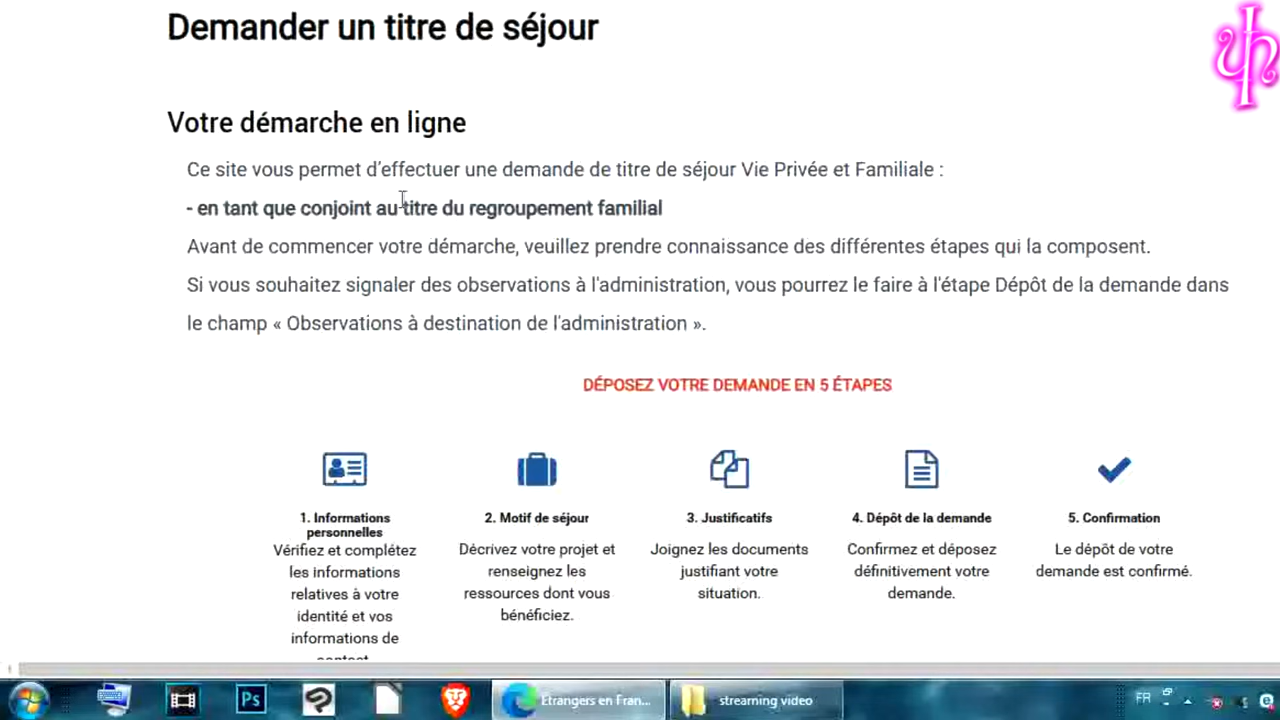 Demander un titre de séjour
Votre démarche en ligne
Ce site vous permet d'effectuer une demande de titre de séjour Vie Privée et Familiale :
- en tant que conjoint au titre du regroupement familial
Avant de commencer votre démarche, veuillez prendre connaissance des différentes étapes qui la composent.
Si vous souhaitez signaler des observations à l'administration, vous pourrez le faire à l'étape Dépôt de la demande dans
le champ « Observations à destination de l'administration ».
DÉPOSEZ VOTRE DEMANDE EN 5 ÉTAPES
1. Informations
personnelles
Vérifiez et complétez
les informations
relatives à votre
identité et vos
informations de
2. Motif de séjour
Décrivez votre projet et
renseignez les
ressources dont vous
bénéficiez.
3. Justificatifs
Joignez les documents
justifiant votre
situation.
4. Dépôt de la demande
Confirmez et déposez
définitivement votre
demande.
5. Confirmation
Le dépôt de votre
demande est confirmé.
Ps
Étrangers en Fran...
streaming video
FR